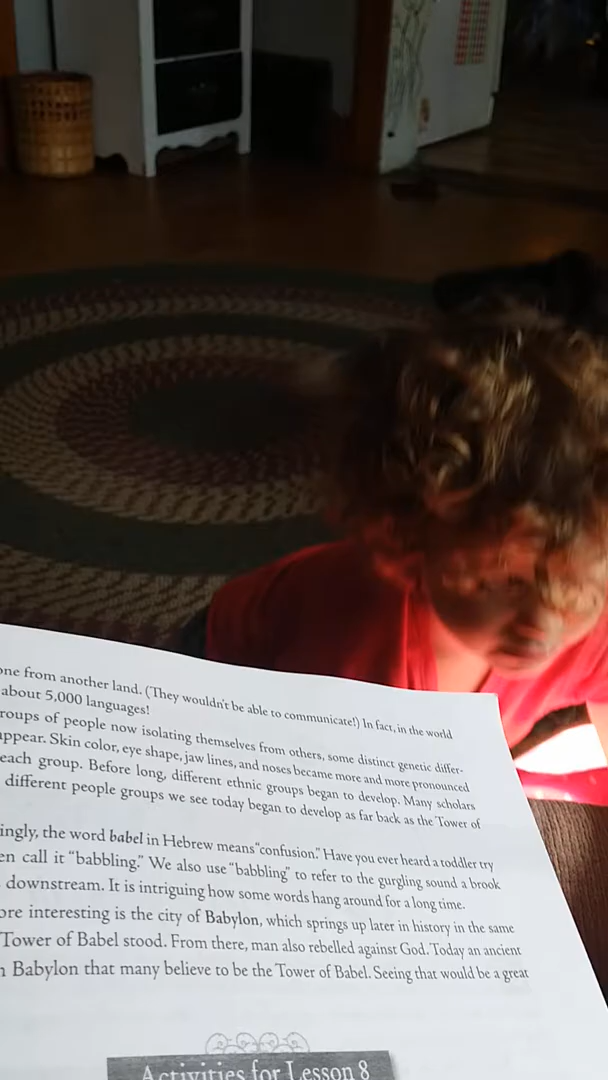 one from another land. (They wouldn't be able to communicate!) In fact, in the world
about 5,000 languages!
roups of people now isolating themselves from others, some distinct genetic differ-
appear. Skin color, eye shape, jaw lines, and noses became more and more pronounced
each group. Before long, different ethnic groups began to develop. Many scholars
different people groups we see today began to develop as far back as the Tower of
ingly, the word babel in Hebrew means "confusion." Have you ever heard a toddler try
en call it "babbling." We also use "babbling" to refer to the gurgling sound a brook
downstream. It is intriguing how some words hang around for a long time.
ore interesting is the city of Babylon, which springs up later in history in the same
Tower of Babel stood. From there, man also rebelled against God. Today an ancient
n Babylon that many believe to be the Tower of Babel. Seeing that would be a great
Activities for Lesson 8